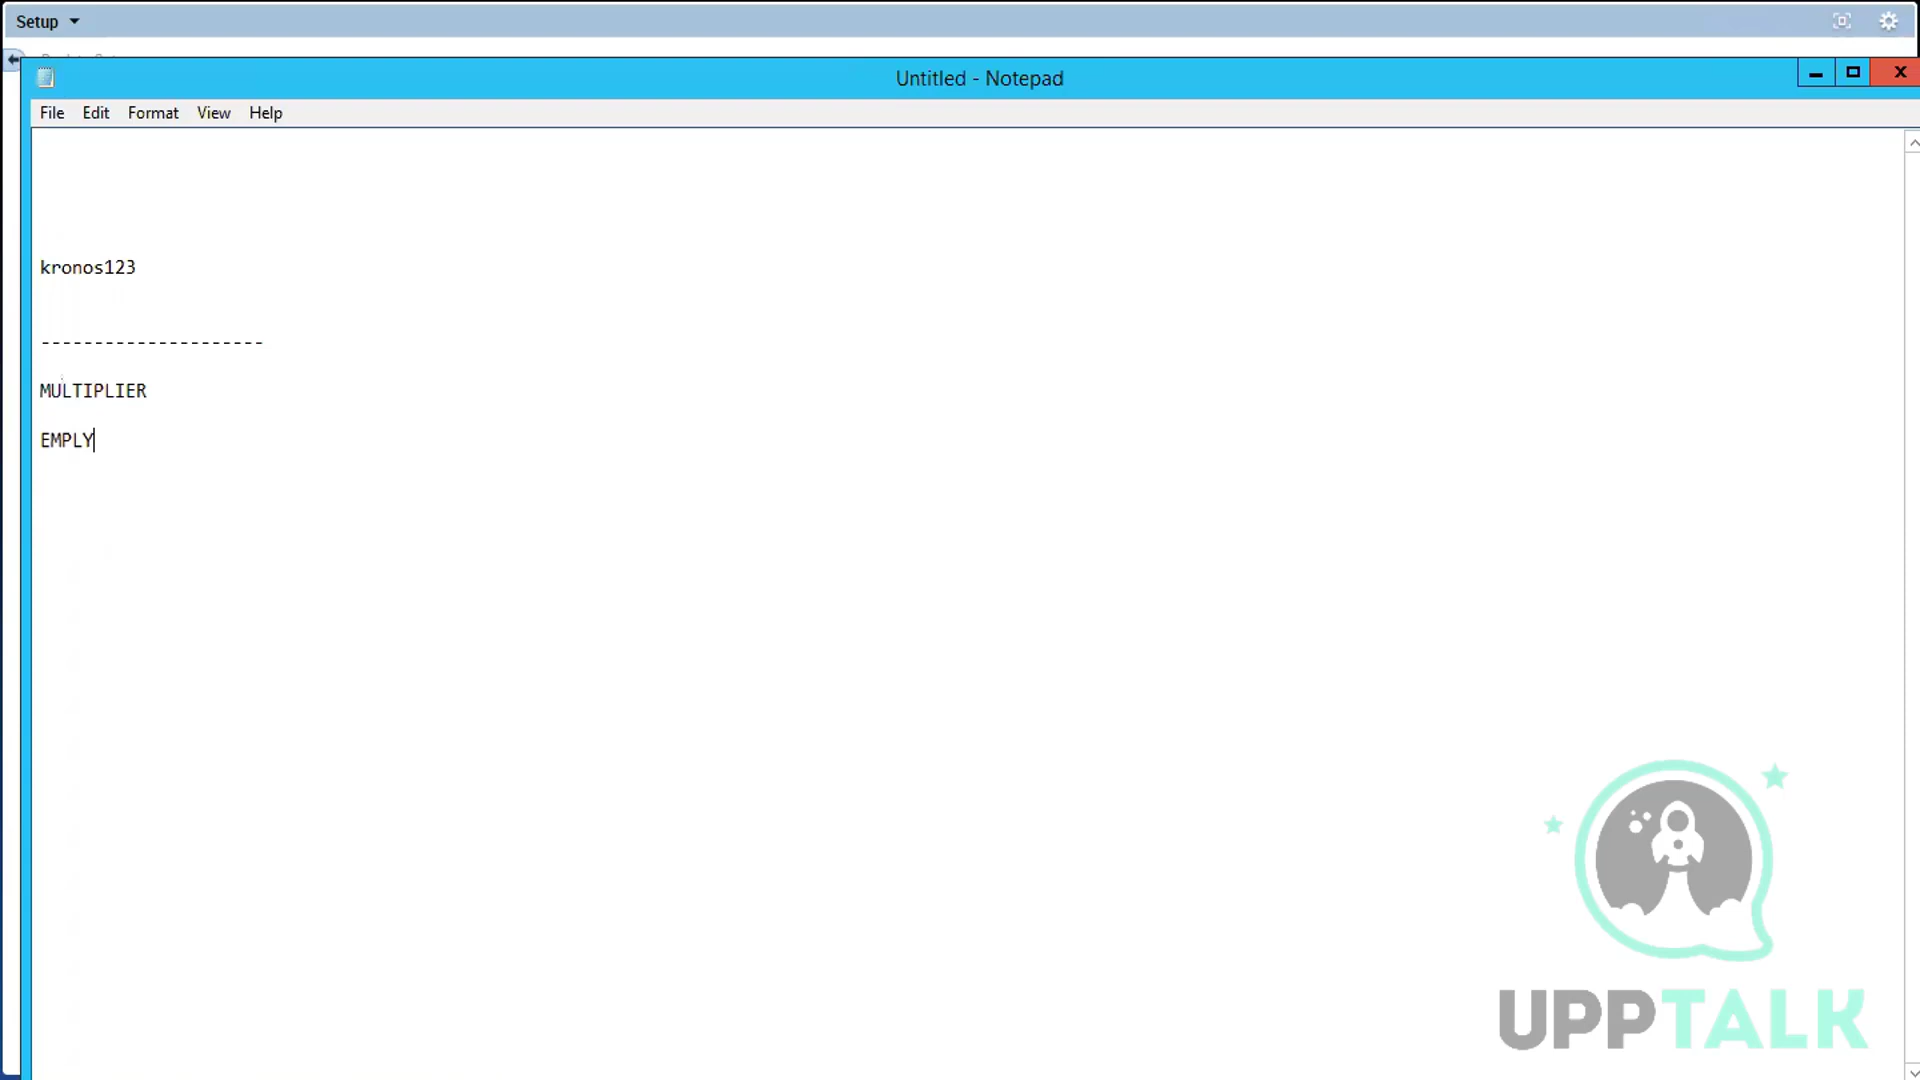 Setup
Untitled - Notepad
File Edit Format View Help
kronos123
---------------------
MULTIPLIER
EMPLY
UPPTALK